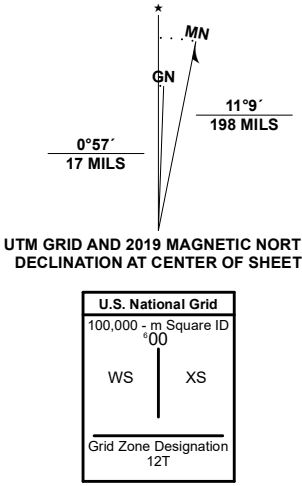 ★
MN
GN
11°9´
198 MILS
0°57´
17 MILS
UTM GRID AND 2019 MAGNETIC NORT
DECLINATION AT CENTER OF SHEET
U.S. National Grid
100,000 - m Square ID
⁶00
WS XS
Grid Zone Designation
12T